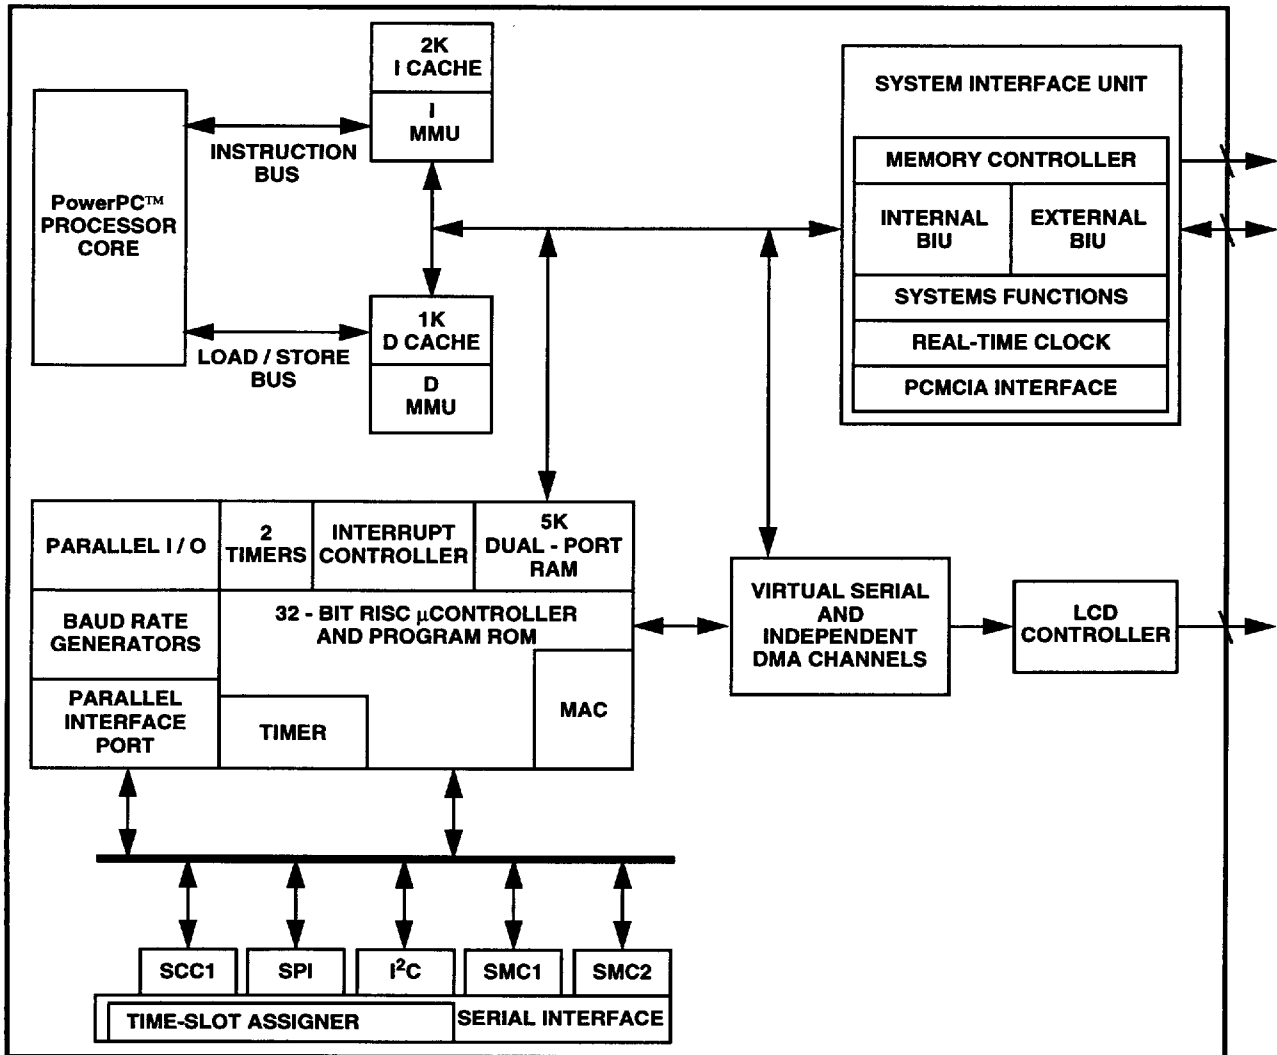 2K
I CACHE
I
MMU
INSTRUCTION
BUS
PowerPC™
PROCESSOR
CORE
1K
D CACHE
D
MMU
LOAD / STORE
BUS
SYSTEM INTERFACE UNIT
MEMORY CONTROLLER
INTERNAL
BIU
EXTERNAL
BIU
SYSTEMS FUNCTIONS
REAL-TIME CLOCK
PCMCIA INTERFACE
PARALLEL I / O
2
TIMERS
INTERRUPT
CONTROLLER
5K
DUAL - PORT
RAM
BAUD RATE
GENERATORS
32 - BIT RISC µCONTROLLER
AND PROGRAM ROM
PARALLEL
INTERFACE
PORT
TIMER
MAC
VIRTUAL SERIAL
AND
INDEPENDENT
DMA CHANNELS
LCD
CONTROLLER
SCC1
SPI
I²C
SMC1
SMC2
TIME-SLOT ASSIGNER
SERIAL INTERFACE